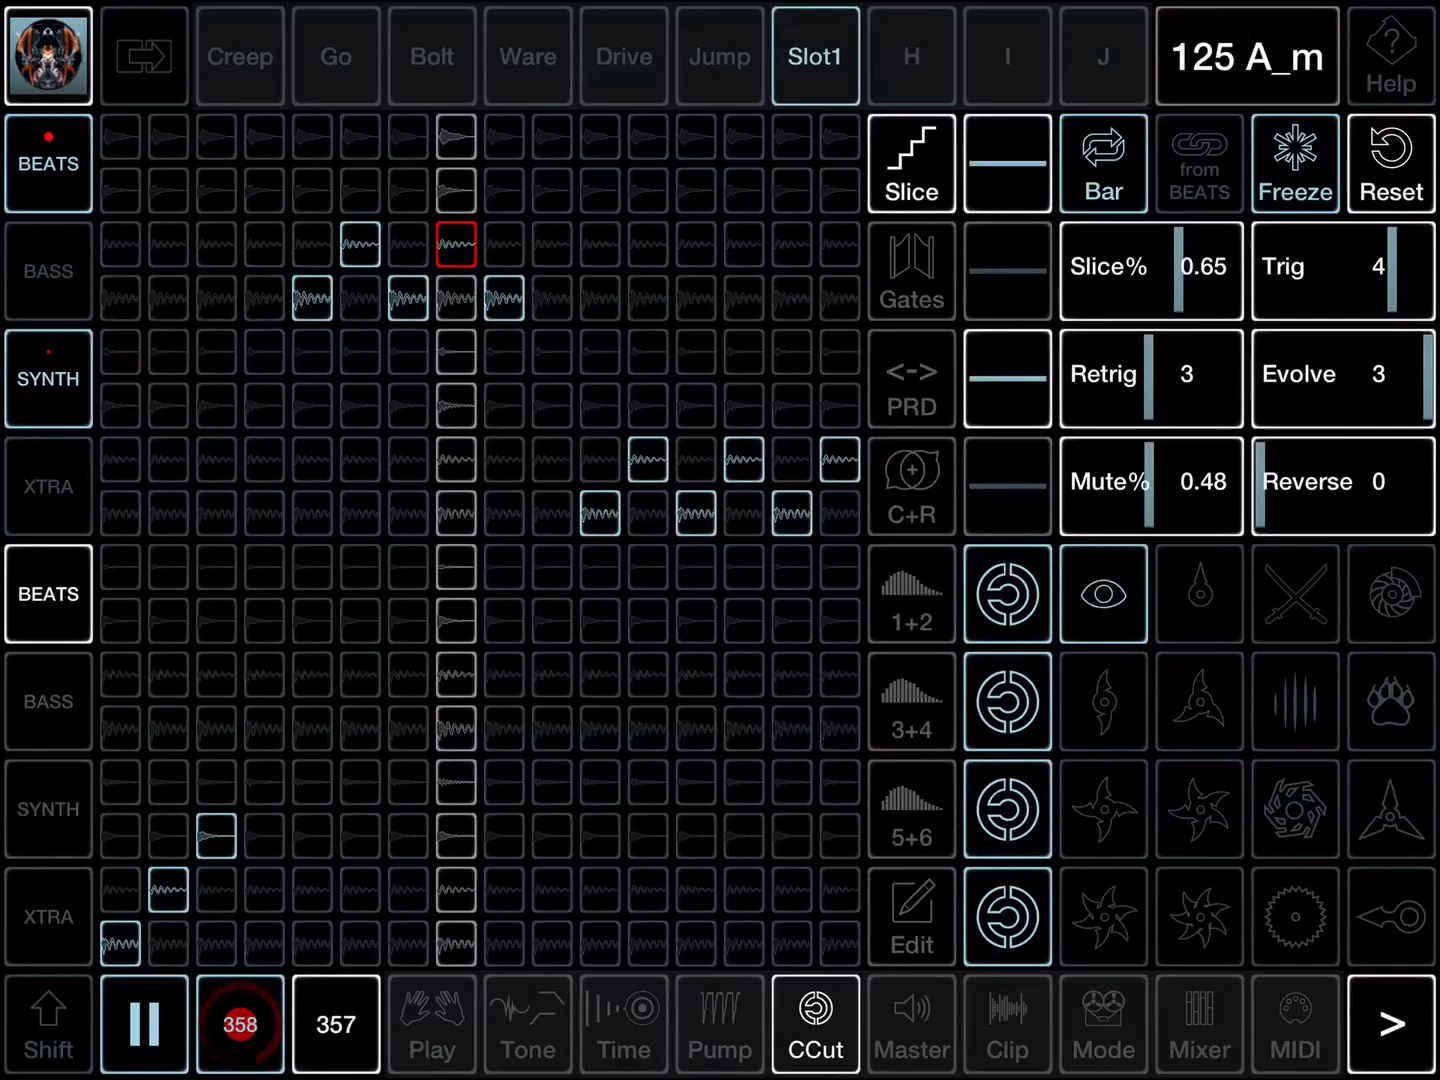 Creep Go Bolt Ware Drive Jump Slot1 H I J 125 A_m ? Help
BEATS Slice Bar from BEATS Freeze Reset
BASS Gates Slice% 0.65 Trig 4
SYNTH <-> PRD Retrig 3 Evolve 3
XTRA C+R Mute% 0.48 Reverse 0
BEATS 1+2
BASS 3+4
SYNTH 5+6
XTRA Edit
Shift 358 357 Play Tone Time Pump CCut Master Clip Mode Mixer MIDI >